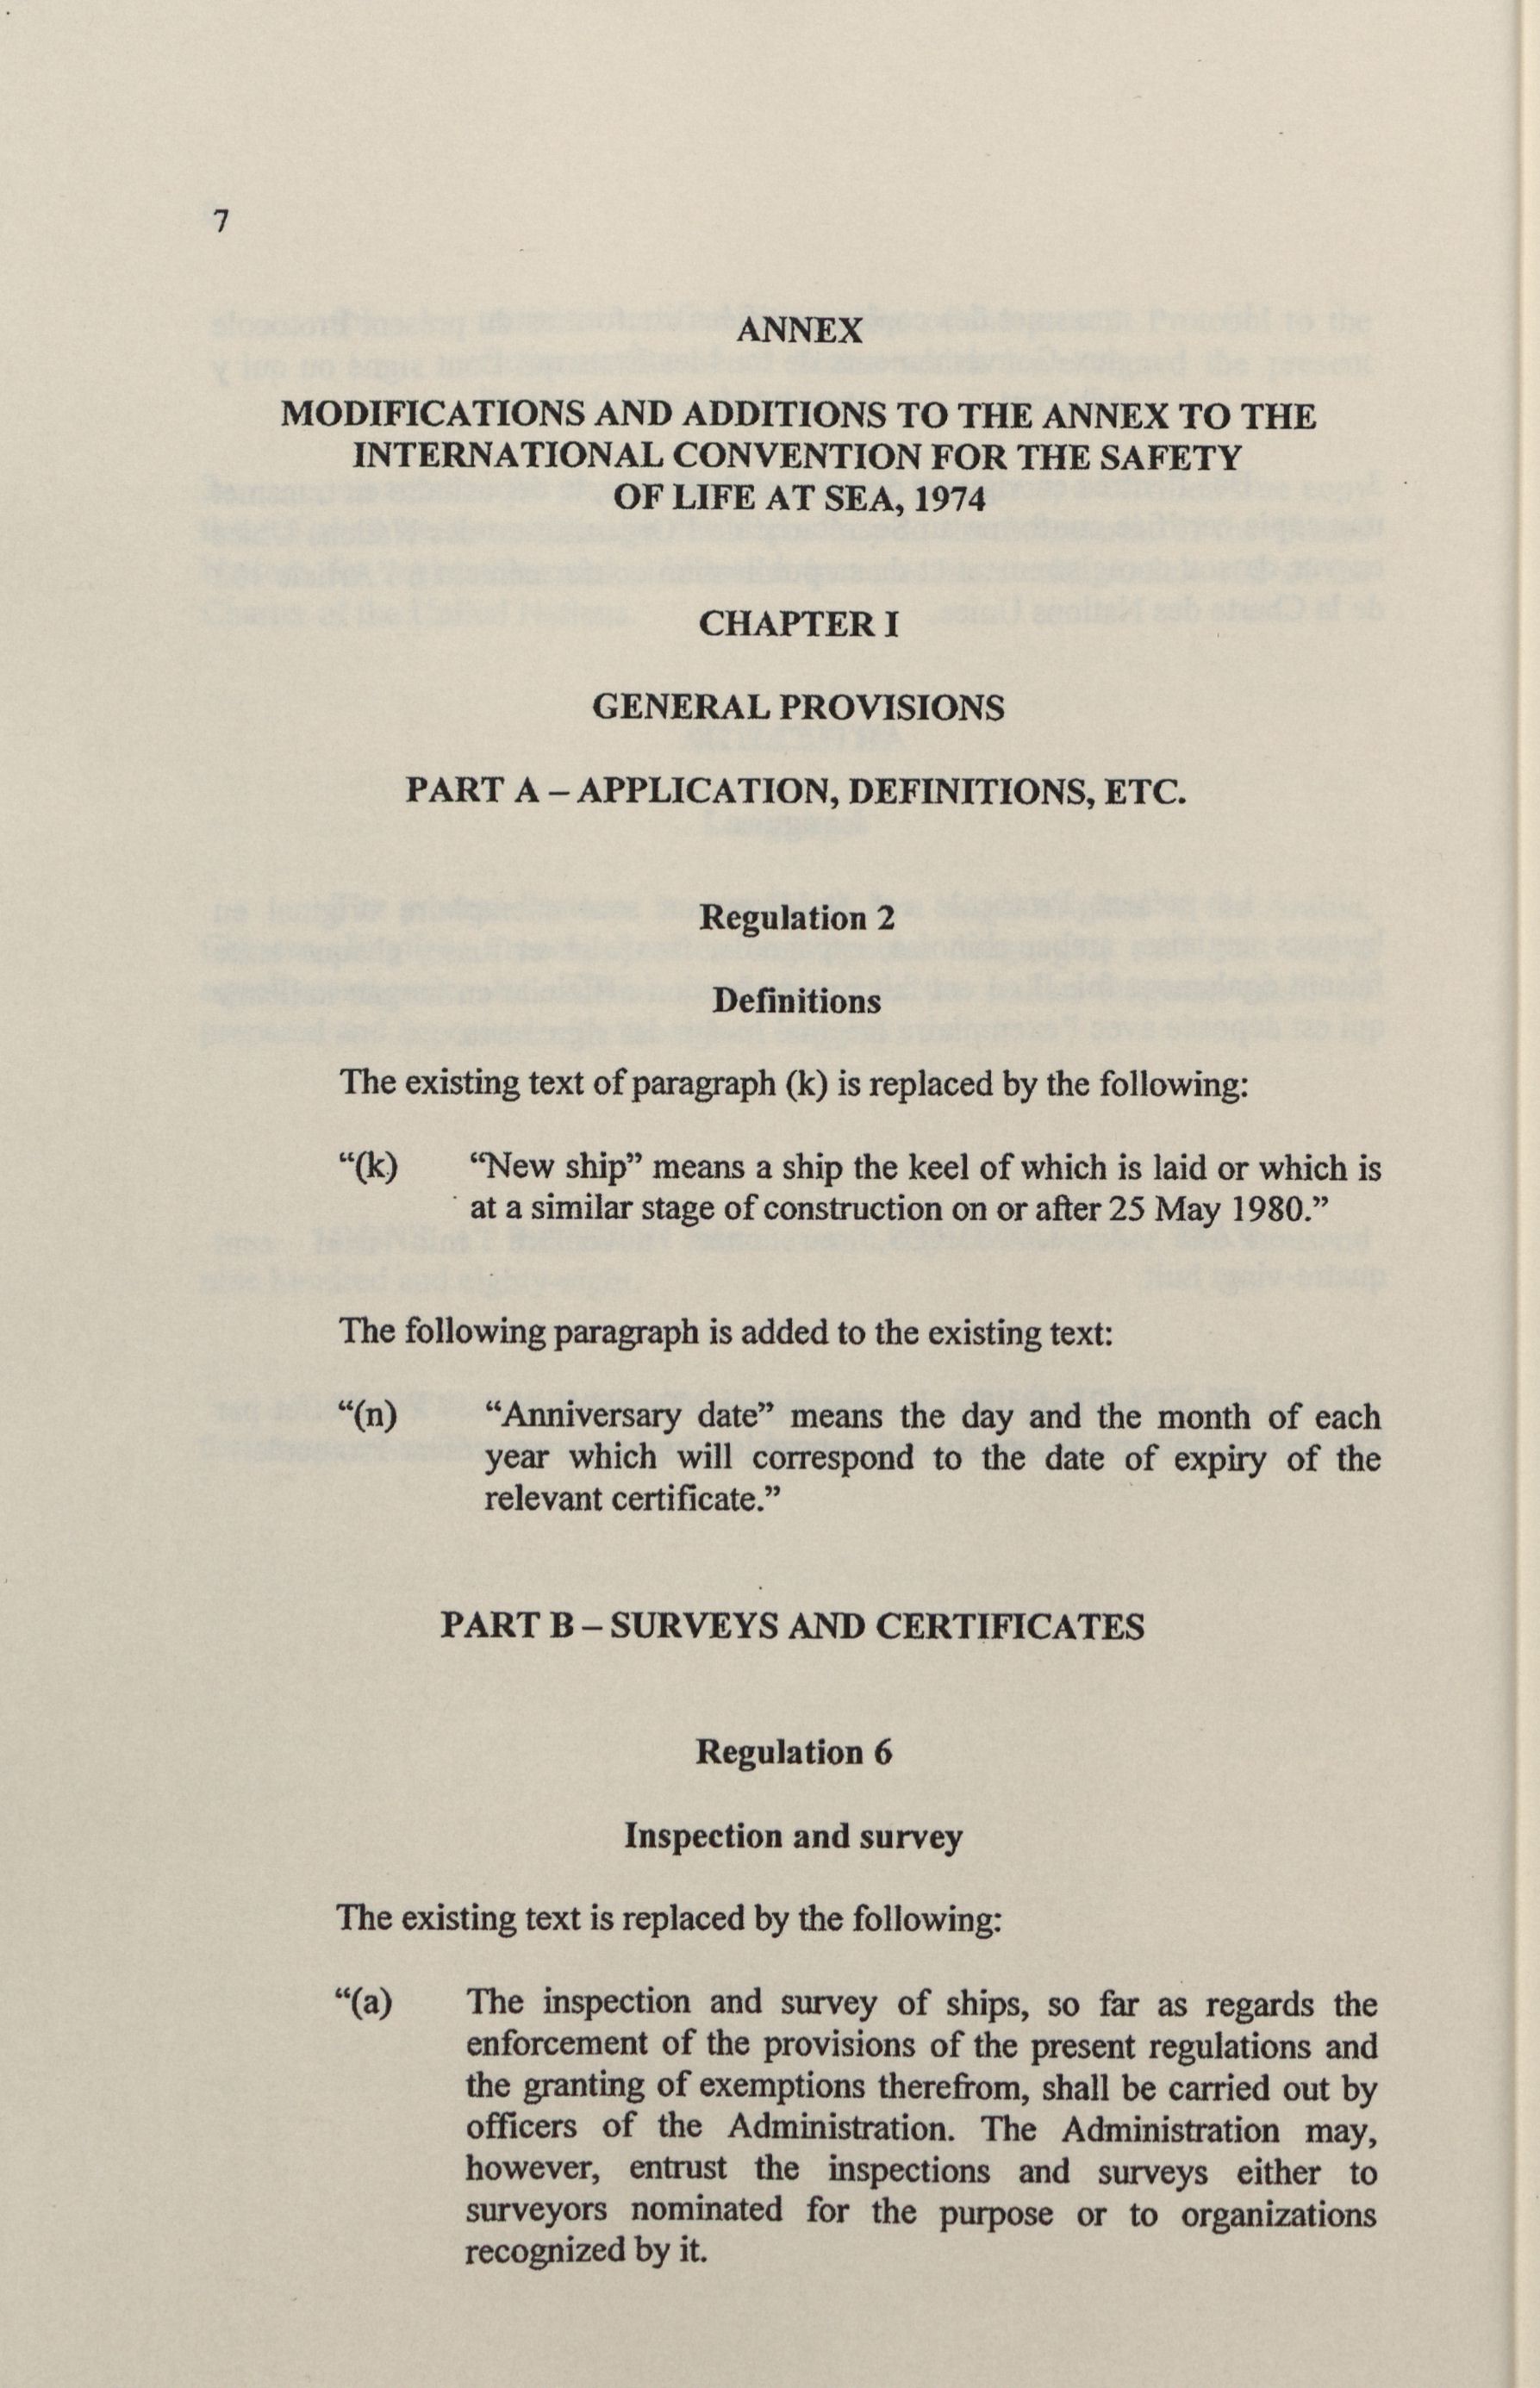 7
ANNEX
MODIFICATIONS AND ADDITIONS TO THE ANNEX TO THE
INTERNATIONAL CONVENTION FOR THE SAFETY
OF LIFE AT SEA, 1974
CHAPTER I
GENERAL PROVISIONS
PART A – APPLICATION, DEFINITIONS, ETC.
Regulation 2
Definitions
The existing text of paragraph (k) is replaced by the following:
“(k) “New ship” means a ship the keel of which is laid or which is
at a similar stage of construction on or after 25 May 1980.”
The following paragraph is added to the existing text:
“(n) “Anniversary date” means the day and the month of each
year which will correspond to the date of expiry of the
relevant certificate.”
PART B – SURVEYS AND CERTIFICATES
Regulation 6
Inspection and survey
The existing text is replaced by the following:
“(a) The inspection and survey of ships, so far as regards the
enforcement of the provisions of the present regulations and
the granting of exemptions therefrom, shall be carried out by
officers of the Administration. The Administration may,
however, entrust the inspections and surveys either to
surveyors nominated for the purpose or to organizations
recognized by it.